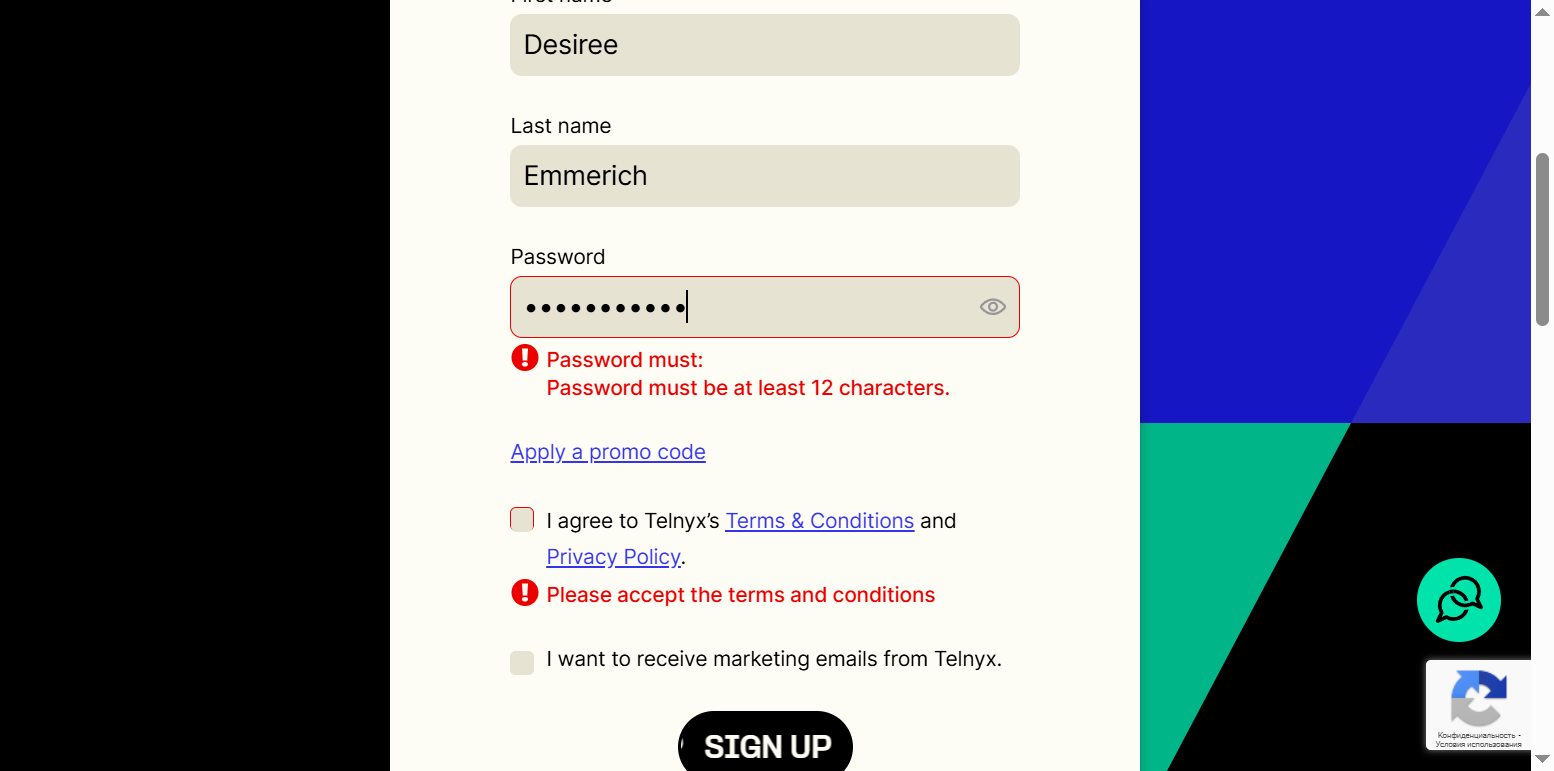 First name
Desiree
Last name
Emmerich
Password
•••••••••••
Password must:
Password must be at least 12 characters.
Apply a promo code
I agree to Telnyx’s Terms & Conditions and
Privacy Policy.
Please accept the terms and conditions
I want to receive marketing emails from Telnyx.
SIGN UP
Конфиденциальность -
Условия использования